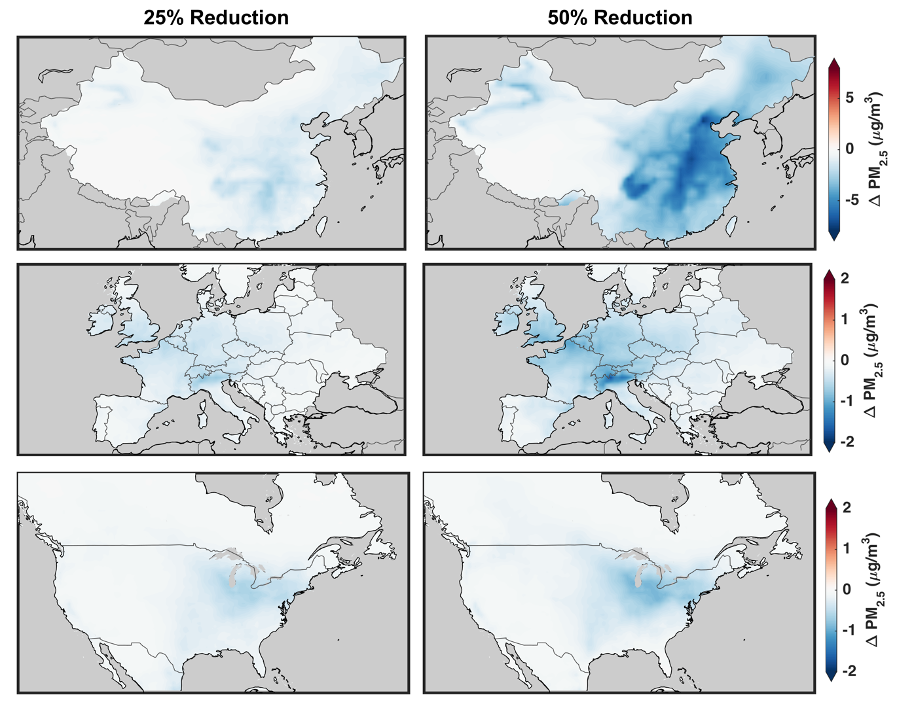 25% Reduction
50% Reduction
5
0
-5
Δ PM2.5 (μg/m³)
2
1
0
-1
-2
Δ PM2.5 (μg/m³)
2
1
0
-1
-2
Δ PM2.5 (μg/m³)